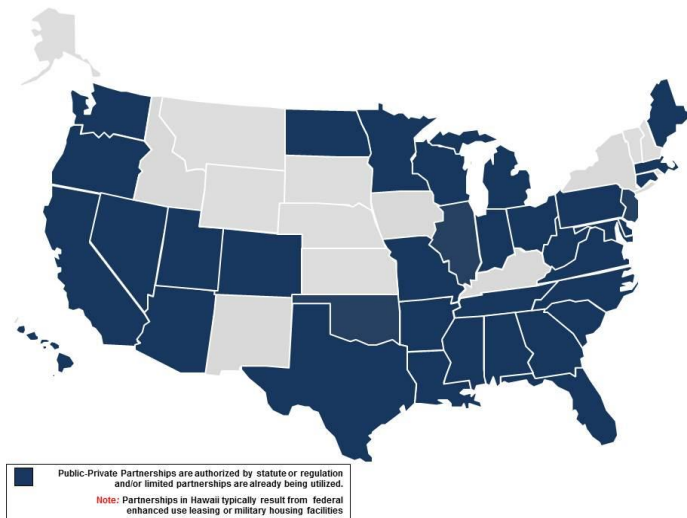 Public-Private Partnerships are authorized by statute or regulation
and/or limited partnerships are already being utilized.
Note: Partnerships in Hawaii typically result from federal
enhanced use leasing or military housing facilities